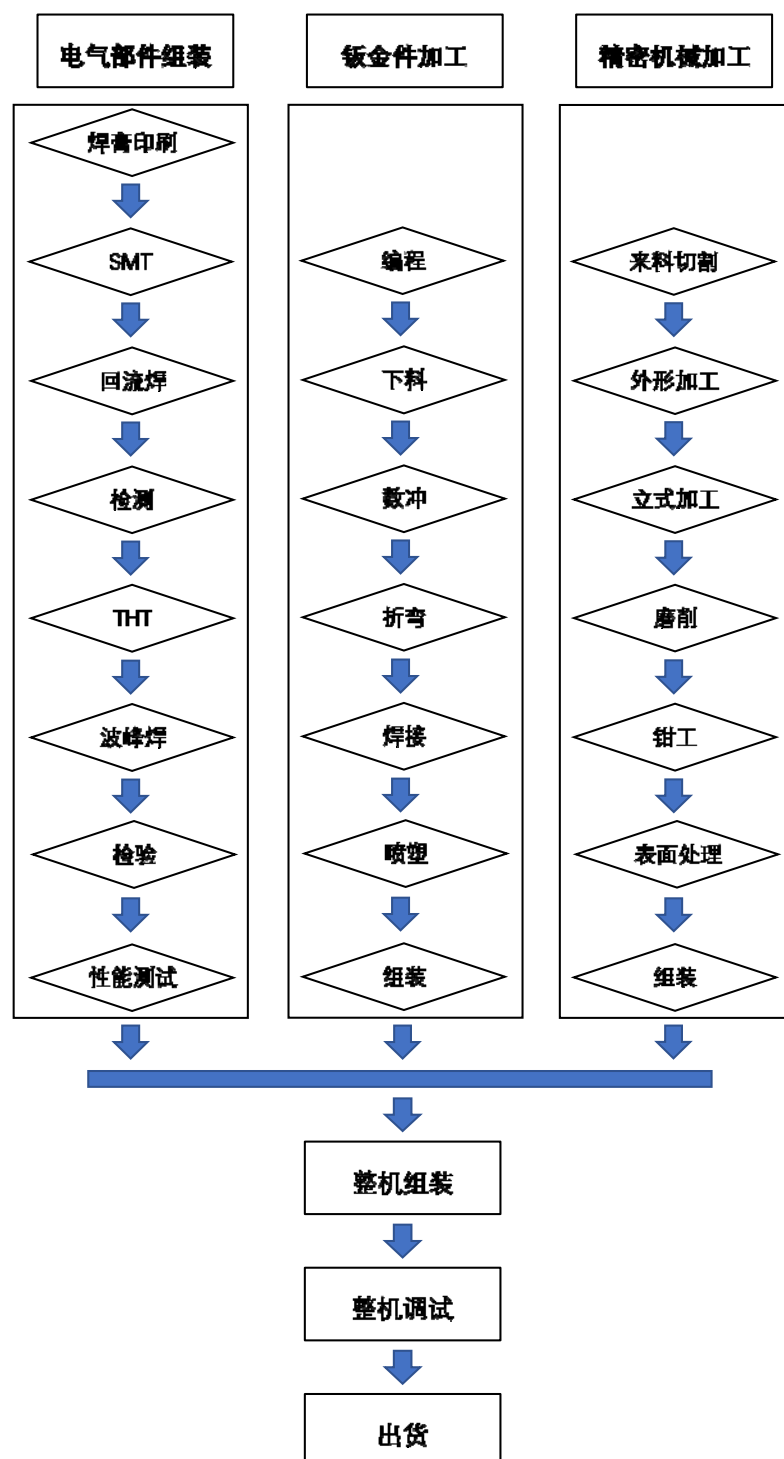 电气部件组装
钣金件加工
精密机械加工
焊膏印刷
SMT
编程
来料切割
回流焊
下料
外形加工
检测
数冲
立式加工
THT
折弯
磨削
波峰焊
焊接
钳工
检验
喷塑
表面处理
性能测试
组装
组装
整机组装
整机调试
出货